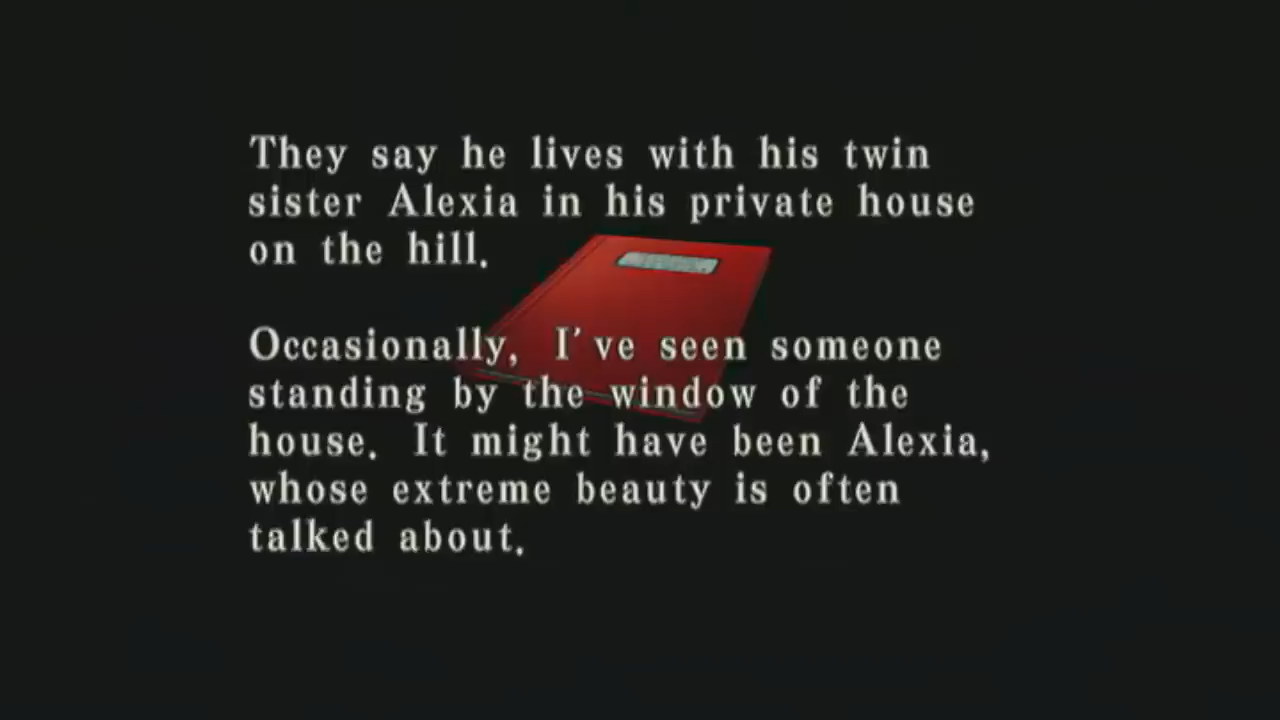 They say he lives with his twin
sister Alexia in his private house
on the hill.
Occasionally, I've seen someone
standing by the window of the
house. It might have been Alexia,
whose extreme beauty is often
talked about.